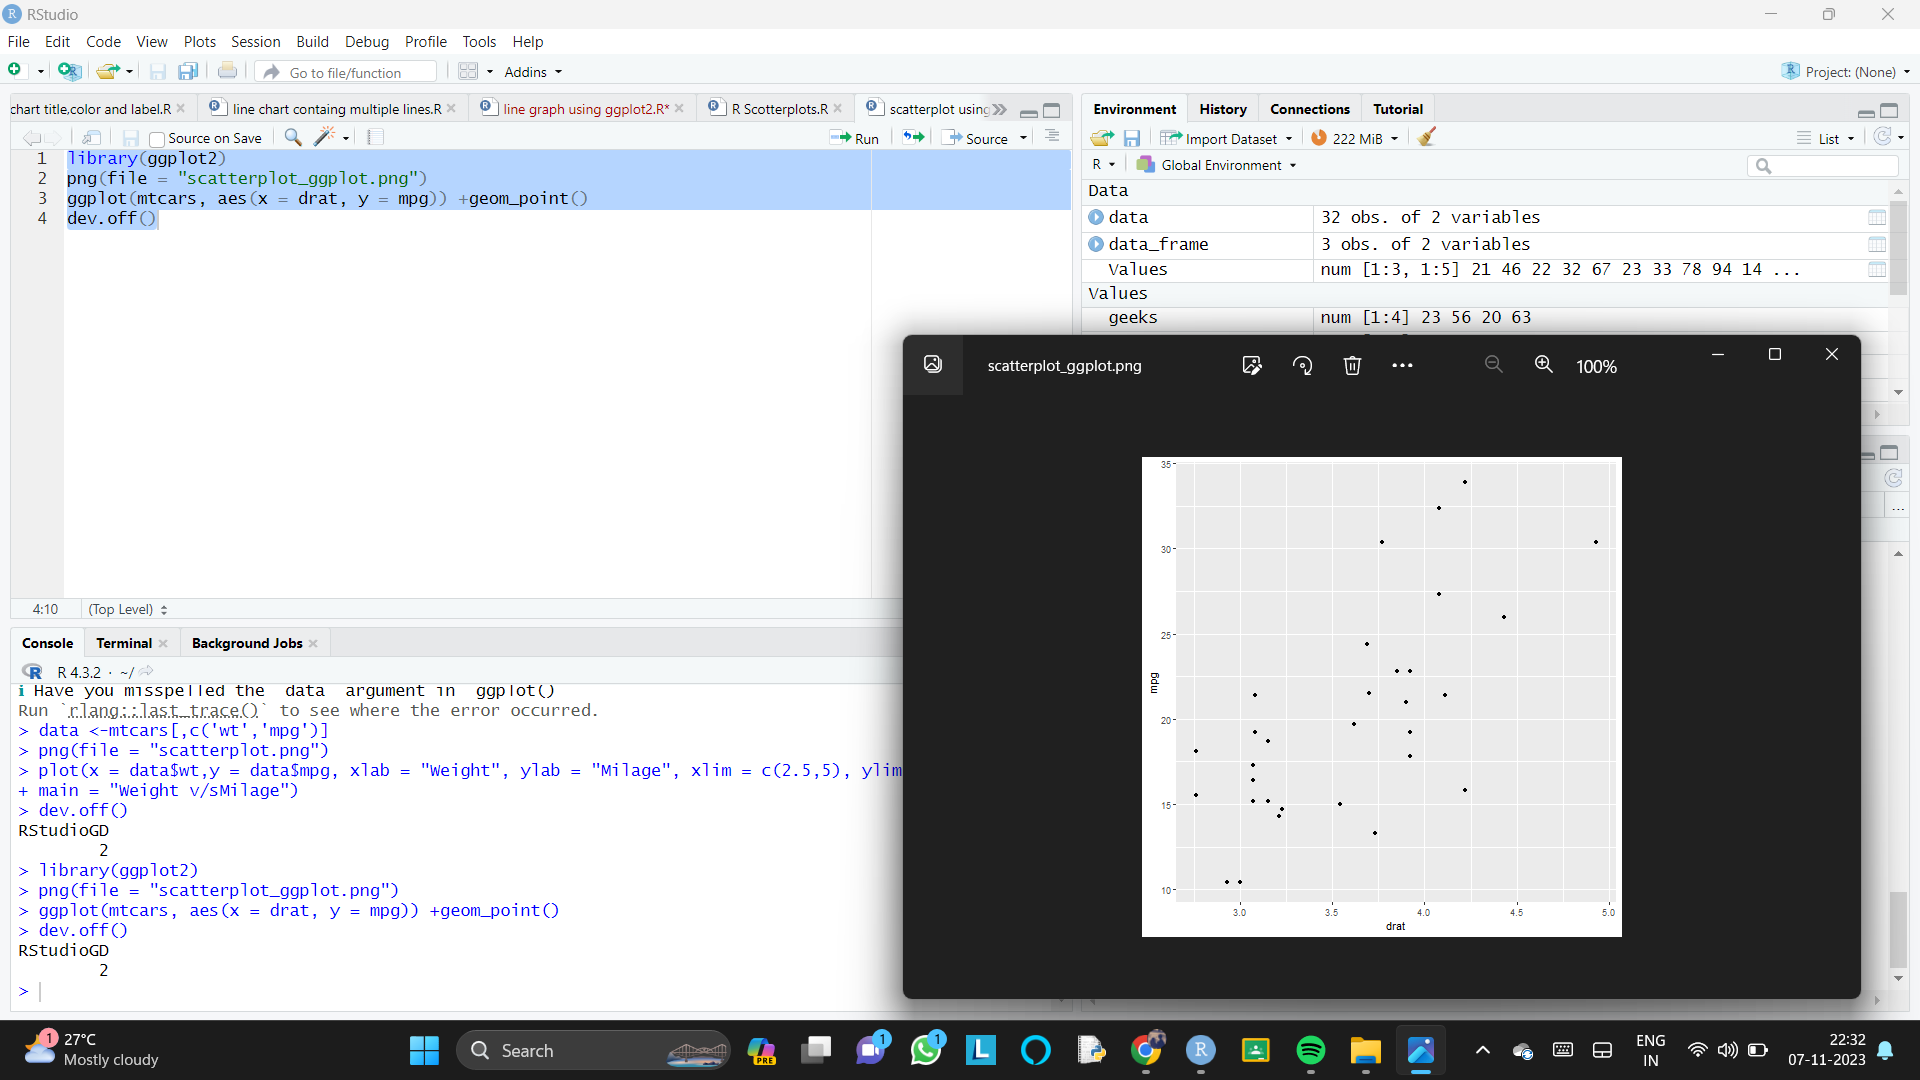 RStudio
File Edit Code View Plots Session Build Debug Profile Tools Help
Go to file/function Addins Project: (None)
chart title,color and label.R line chart containg multiple lines.R line graph using ggplot2.R* R Scotterplots.R scatterplot using
Source on Save Run Source
1 library(ggplot2)
2 png(file = "scatterplot_ggplot.png")
3 ggplot(mtcars, aes(x = drat, y = mpg)) +geom_point()
4 dev.off()
4:10 (Top Level)
Console Terminal Background Jobs
R 4.3.2 · ~/
i Have you misspelled the `data` argument in `ggplot()`
Run `rlang::last_trace()` to see where the error occurred.
> data <-mtcars[,c('wt','mpg')]
> png(file = "scatterplot.png")
> plot(x = data$wt,y = data$mpg, xlab = "Weight", ylab = "Milage", xlim = c(2.5,5), ylim
+ main = "Weight v/sMilage")
> dev.off()
RStudioGD
2
> library(ggplot2)
> png(file = "scatterplot_ggplot.png")
> ggplot(mtcars, aes(x = drat, y = mpg)) +geom_point()
> dev.off()
RStudioGD
2
>
Environment History Connections Tutorial
Import Dataset 222 MiB List
R Global Environment
Data
data 32 obs. of 2 variables
data_frame 3 obs. of 2 variables
Values num [1:3, 1:5] 21 46 22 32 67 23 33 78 94 14 ...
Values
geeks num [1:4] 23 56 20 63
scatterplot_ggplot.png 100%
35
30
25
20
15
10
mpg
3.0 3.5 4.0 4.5 5.0
drat
1 27°C
Mostly cloudy
Search
PRE
1
1
L
R
ENG
IN
22:32
07-11-2023